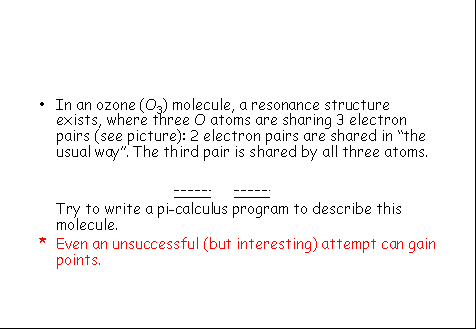 • In an ozone (O3) molecule, a resonance structure
exists, where three O atoms are sharing 3 electron
pairs (see picture): 2 electron pairs are shared in “the
usual way”. The third pair is shared by all three atoms.
-----: -----:
Try to write a pi-calculus program to describe this
molecule.
* Even an unsuccessful (but interesting) attempt can gain
points.